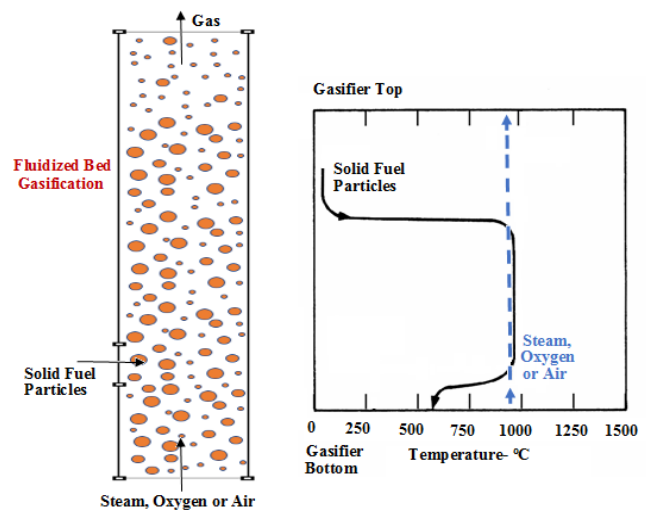 Gas
Fluidized Bed
Gasification
Solid Fuel
Particles
Steam, Oxygen or Air
Gasifier Top
Solid Fuel
Particles
Steam,
Oxygen
or Air
0 250 500 750 1000 1250 1500
Gasifier
Bottom
Temperature- °C